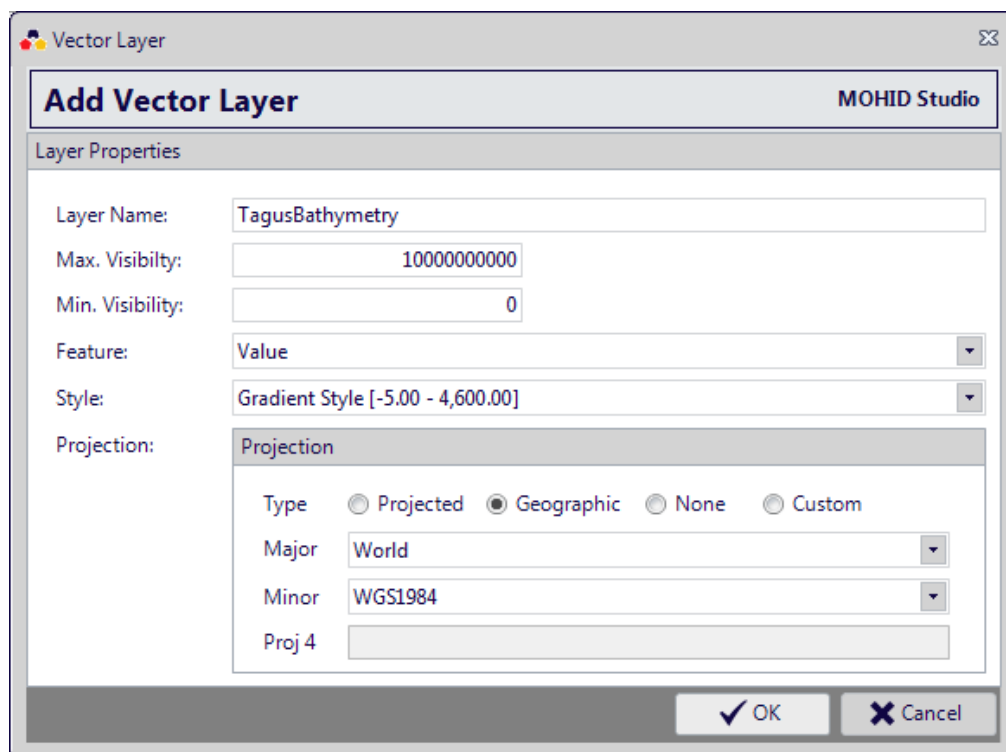 Vector Layer
Add Vector Layer MOHID Studio
Layer Properties
Layer Name: TagusBathymetry
Max. Visibilty: 10000000000
Min. Visibility: 0
Feature: Value
Style: Gradient Style [-5.00 - 4,600.00]
Projection: Projection
Type Projected Geographic None Custom
Major World
Minor WGS1984
Proj 4
OK Cancel